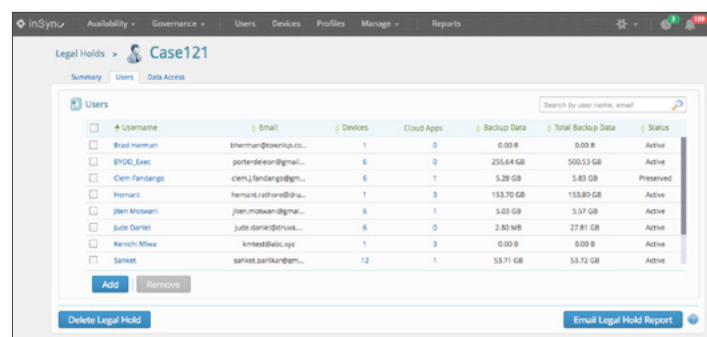 inSync Availability Governance Users Devices Profiles Manage Reports 3 109
Legal Holds > Case121
Summary Users Data Access
Users Search by user name, email
Username Email Devices Cloud Apps Backup Data Total Backup Data Status
Brad Harman bherman@townlsp.co... 1 0 0.00 B 0.00 B Active
BYOD_Exec porterdeleon@gmail... 6 0 255.64 GB 500.53 GB Active
Clem Fandango clem.j.fandango@gm... 6 1 5.28 GB 5.83 GB Preserved
Hemant hemant.rathore@dru... 1 3 153.70 GB 153.80 GB Active
Jiten Motwani jiten.motwani@gmai... 6 1 5.03 GB 5.57 GB Active
Jude Daniel jude.daniel@druva... 6 0 2.80 MB 27.81 GB Active
Kenichi Miwa kmtest@abc.xyz 1 3 0.00 B 0.00 B Active
Sanket sanket.parlikar@gm... 12 1 53.71 GB 53.72 GB Active
Add Remove
Delete Legal Hold Email Legal Hold Report